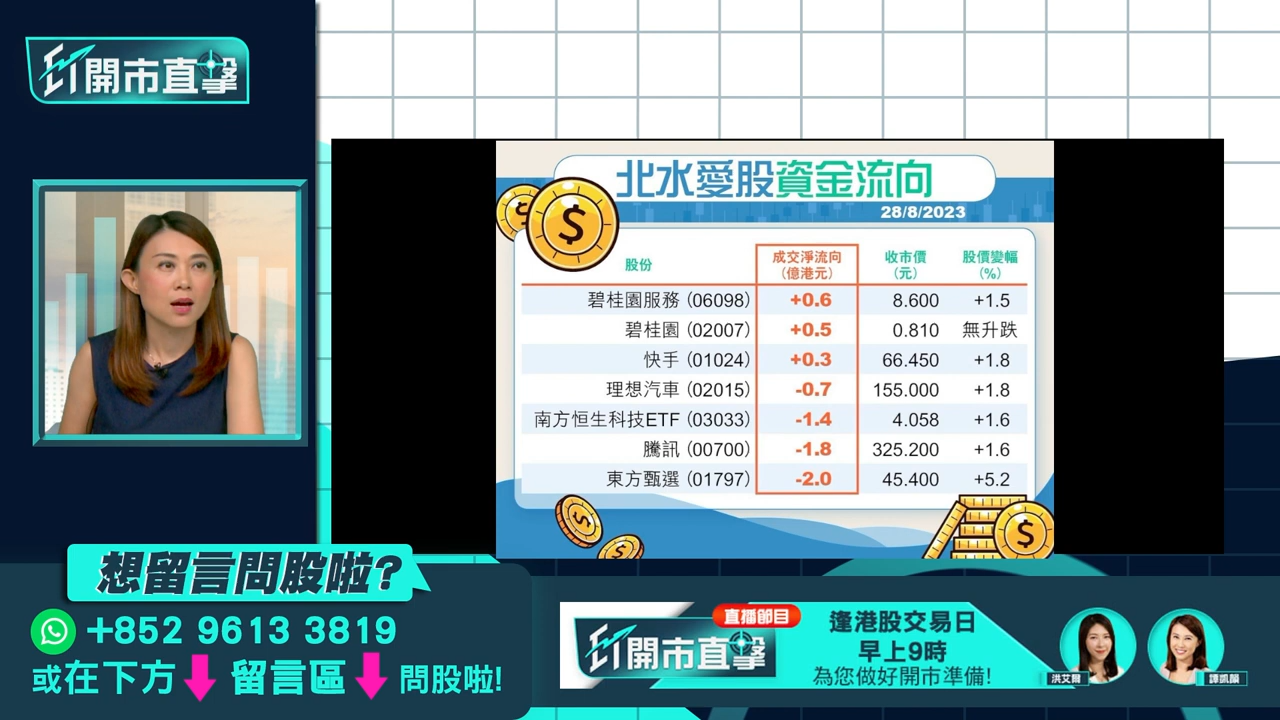 ET開市直擊
北水愛股資金流向
28/8/2023
股份 成交淨流向(億港元) 收市價(元) 股價變幅(%)
碧桂園服務 (06098) +0.6 8.600 +1.5
碧桂園 (02007) +0.5 0.810 無升跌
快手 (01024) +0.3 66.450 +1.8
理想汽車 (02015) -0.7 155.000 +1.8
南方恒生科技ETF (03033) -1.4 4.058 +1.6
騰訊 (00700) -1.8 325.200 +1.6
東方甄選 (01797) -2.0 45.400 +5.2
想留言問股啦?
+852 9613 3819
或在下方 留言區 問股啦!
直播節目
ET開市直擊
逢港股交易日
早上9時
為您做好開市準備!
洪艾爾 譚凱韻